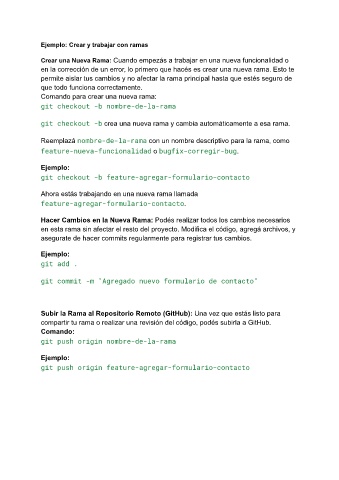 Ejemplo: Crear y trabajar con ramas
Crear una Nueva Rama: Cuando empezás a trabajar en una nueva funcionalidad o
en la corrección de un error, lo primero que hacés es crear una nueva rama. Esto te
permite aislar tus cambios y no afectar la rama principal hasta que estés seguro de
que todo funciona correctamente.
Comando para crear una nueva rama:
git checkout -b nombre-de-la-rama
git checkout -b crea una nueva rama y cambia automáticamente a esa rama.
Reemplazá nombre-de-la-rama con un nombre descriptivo para la rama, como
feature-nueva-funcionalidad o bugfix-corregir-bug.
Ejemplo:
git checkout -b feature-agregar-formulario-contacto
Ahora estás trabajando en una nueva rama llamada
feature-agregar-formulario-contacto.
Hacer Cambios en la Nueva Rama: Podés realizar todos los cambios necesarios
en esta rama sin afectar el resto del proyecto. Modifica el código, agregá archivos, y
asegurate de hacer commits regularmente para registrar tus cambios.
Ejemplo:
git add .
git commit -m "Agregado nuevo formulario de contacto"
Subir la Rama al Repositorio Remoto (GitHub): Una vez que estás listo para
compartir tu rama o realizar una revisión del código, podés subirla a GitHub.
Comando:
git push origin nombre-de-la-rama
Ejemplo:
git push origin feature-agregar-formulario-contacto